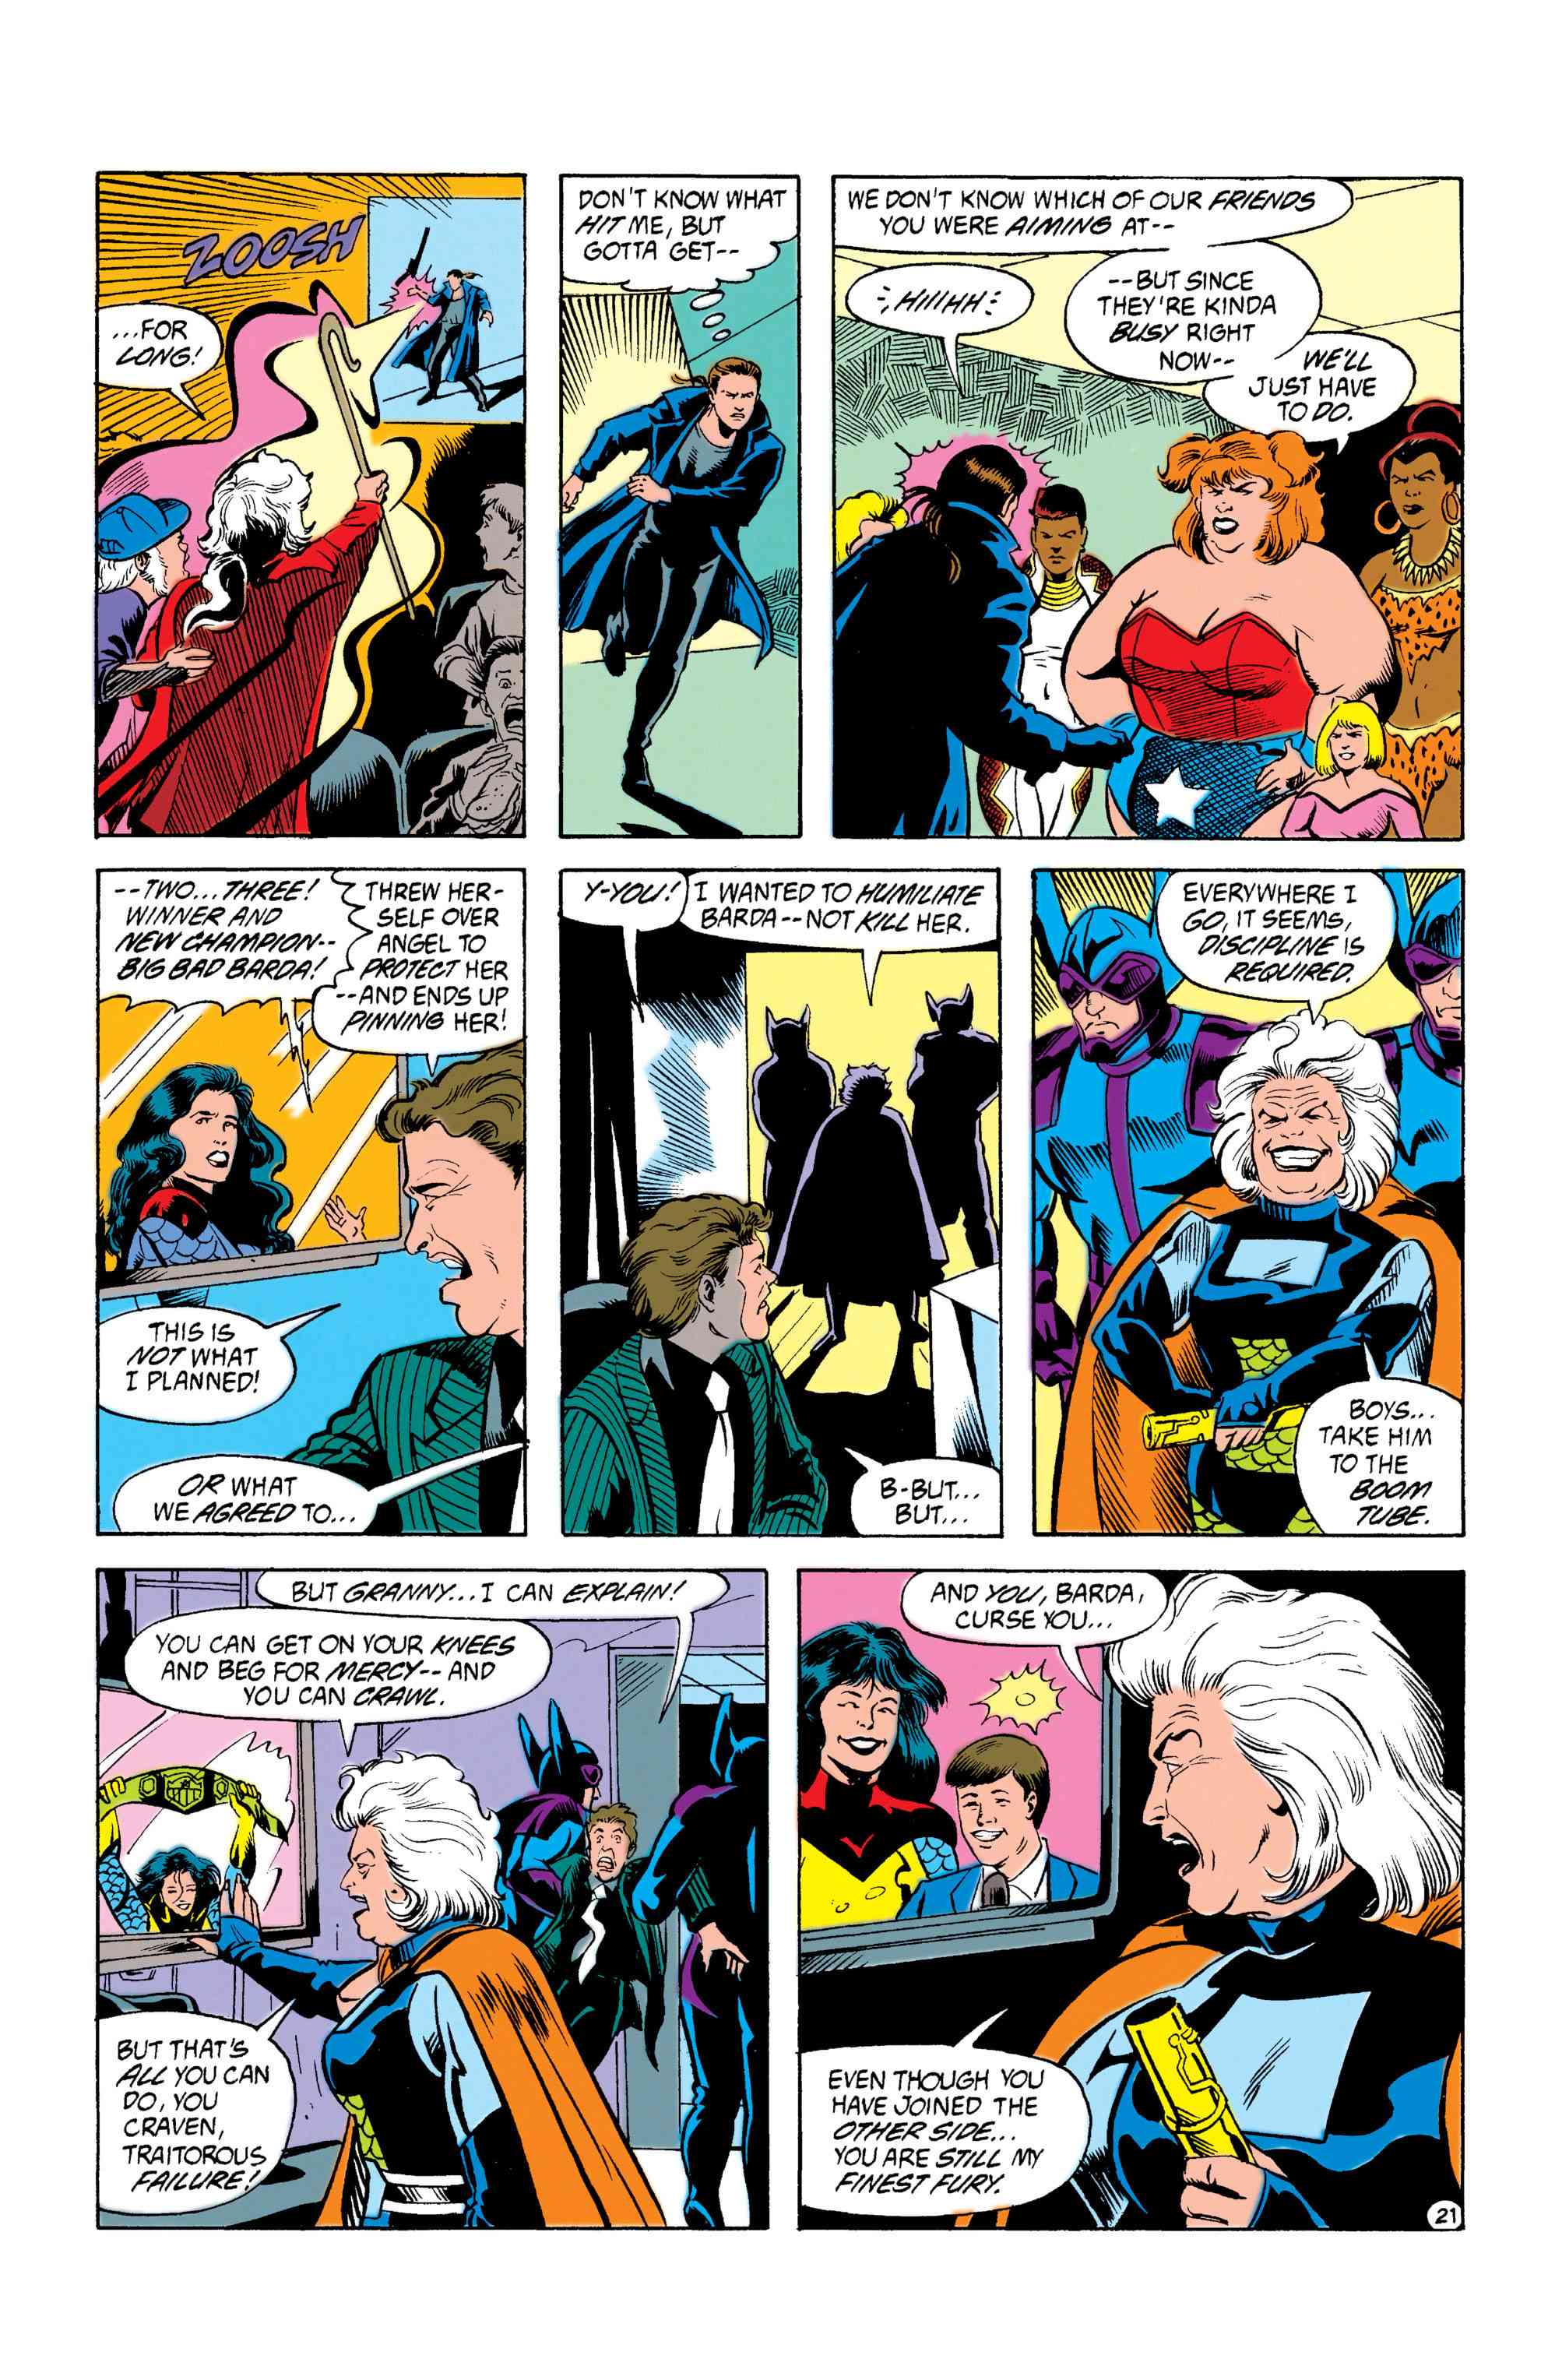 ...FOR
LONG!
ZOOSH
DON'T KNOW WHAT
HIT ME, BUT
GOTTA GET--
WE DON'T KNOW WHICH OF OUR FRIENDS
YOU WERE AIMING AT--
HIIIHH
--BUT SINCE
THEY'RE KINDA
BUSY RIGHT
NOW--
WE'LL
JUST HAVE
TO DO.
--TWO...THREE!
WINNER AND
NEW CHAMPION--
BIG BAD BARDA!
THREW HER-
SELF OVER
ANGEL TO
PROTECT HER
--AND ENDS UP
PINNING HER!
THIS IS
NOT WHAT
I PLANNED!
OR WHAT
WE AGREED TO...
Y-YOU!
I WANTED TO HUMILIATE
BARDA--NOT KILL HER.
B-BUT...
BUT...
EVERYWHERE I
GO, IT SEEMS,
DISCIPLINE IS
REQUIRED.
BOYS...
TAKE HIM
TO THE
BOOM
TUBE.
BUT GRANNY...I CAN EXPLAIN!
YOU CAN GET ON YOUR KNEES
AND BEG FOR MERCY--AND
YOU CAN CRAWL.
BUT THAT'S
ALL YOU CAN
DO, YOU
CRAVEN,
TRAITOROUS
FAILURE!
AND YOU, BARDA,
CURSE YOU...
EVEN THOUGH YOU
HAVE JOINED THE
OTHER SIDE...
YOU ARE STILL MY
FINEST FURY.
21